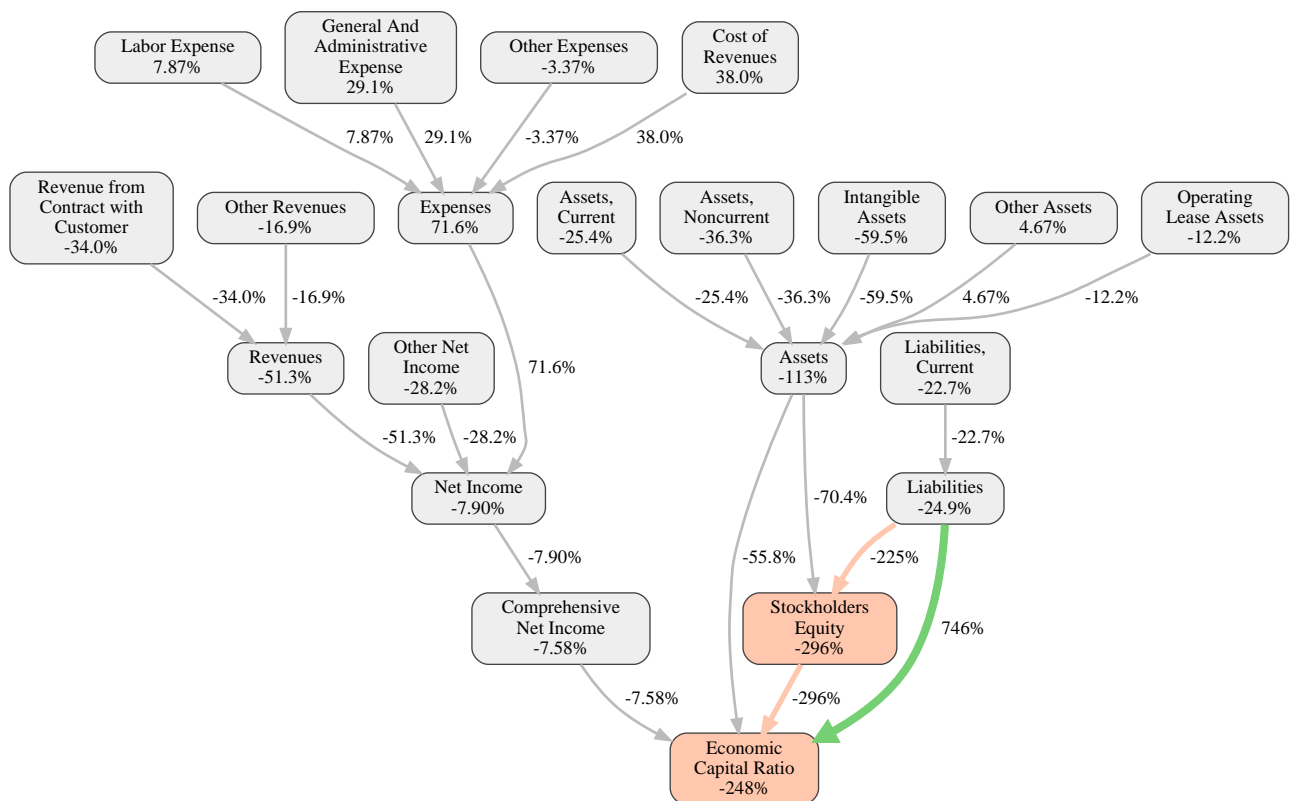 Labor Expense
7.87%
General And
Administrative
Expense
29.1%
Other Expenses
-3.37%
Cost of
Revenues
38.0%
7.87%
29.1%
-3.37%
38.0%
Revenue from
Contract with
Customer
-34.0%
Other Revenues
-16.9%
Expenses
71.6%
Assets,
Current
-25.4%
Assets,
Noncurrent
-36.3%
Intangible
Assets
-59.5%
Other Assets
4.67%
Operating
Lease Assets
-12.2%
-34.0%
-16.9%
-25.4%
-36.3%
-59.5%
4.67%
-12.2%
Revenues
-51.3%
Other Net
Income
-28.2%
71.6%
Assets
-113%
Liabilities,
Current
-22.7%
-51.3%
-28.2%
-22.7%
Net Income
-7.90%
-70.4%
Liabilities
-24.9%
-7.90%
-55.8%
-225%
Comprehensive
Net Income
-7.58%
Stockholders
Equity
-296%
746%
-7.58%
-296%
Economic
Capital Ratio
-248%